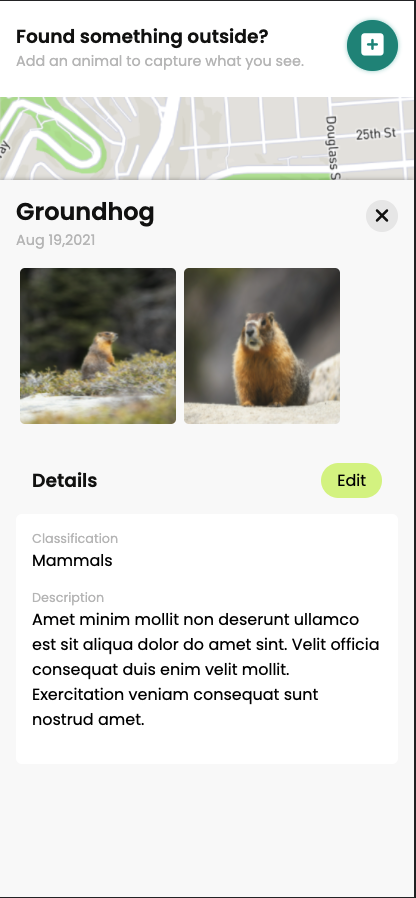 Found something outside?
Add an animal to capture what you see.
ay
Douglass S
25th St
Groundhog
Aug 19,2021
Details
Edit
Classification
Mammals
Description
Amet minim mollit non deserunt ullamco
est sit aliqua dolor do amet sint. Velit officia
consequat duis enim velit mollit.
Exercitation veniam consequat sunt
nostrud amet.